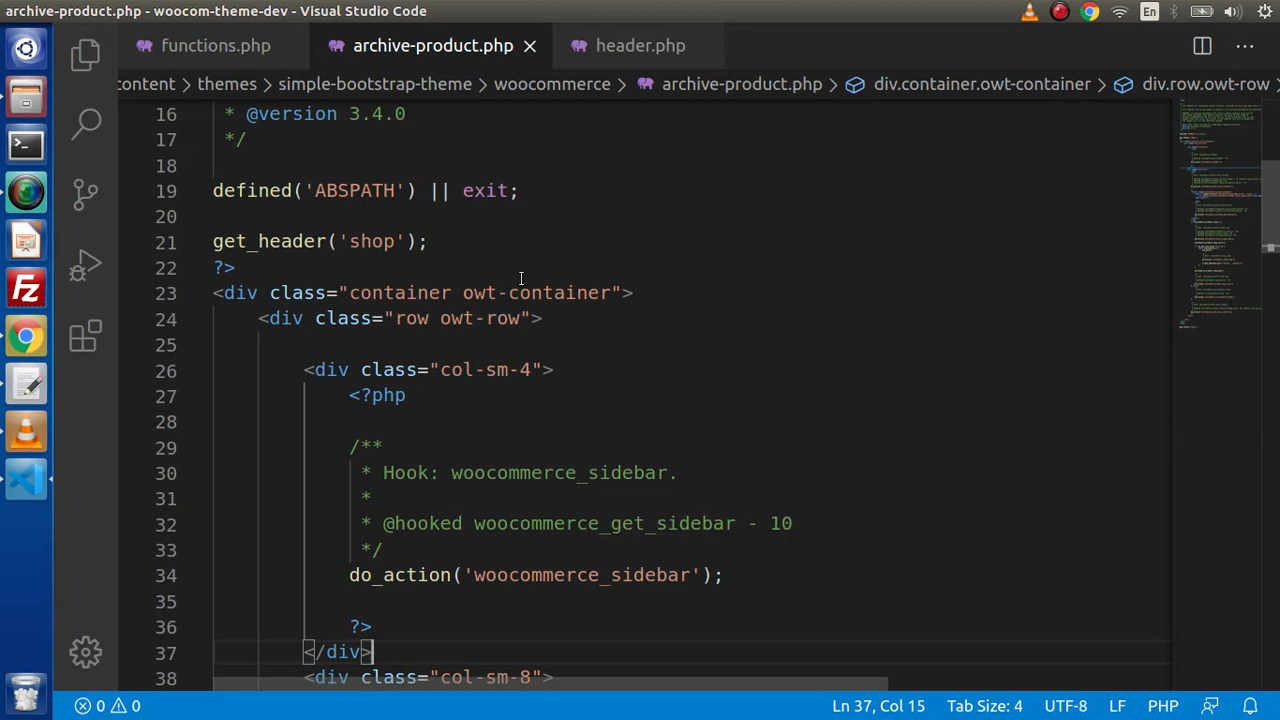 archive-product.php - woocom-theme-dev - Visual Studio Code
En
functions.php
archive-product.php
header.php
content
themes
simple-bootstrap-theme
woocommerce
archive-product.php
div.container.owt-container
div.row.owt-row
16 * @version 3.4.0
17 */
18
19 defined('ABSPATH') || exit;
20
21 get_header('shop');
22 ?>
23 <div class="container owt-container">
24 <div class="row owt-row">
25
26 <div class="col-sm-4">
27 <?php
28
29 /**
30 * Hook: woocommerce_sidebar.
31 *
32 * @hooked woocommerce_get_sidebar - 10
33 */
34 do_action('woocommerce_sidebar');
35
36 ?>
37 </div>
38 <div class="col-sm-8">
0 0 Ln 37, Col 15 Tab Size: 4 UTF-8 LF PHP